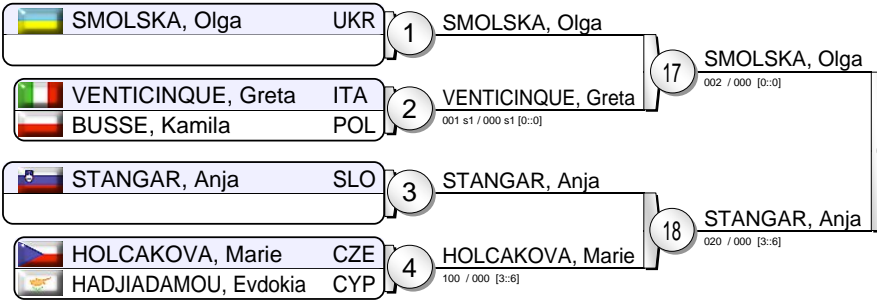 SMOLSKA, Olga UKR
1
SMOLSKA, Olga
17
SMOLSKA, Olga
002 / 000 [0::0]
VENTICINQUE, Greta ITA
BUSSE, Kamila POL
2
VENTICINQUE, Greta
001 s1 / 000 s1 [0::0]
STANGAR, Anja SLO
3
STANGAR, Anja
18
STANGAR, Anja
020 / 000 [3::6]
HOLCAKOVA, Marie CZE
HADJIADAMOU, Evdokia CYP
4
HOLCAKOVA, Marie
100 / 000 [3::6]